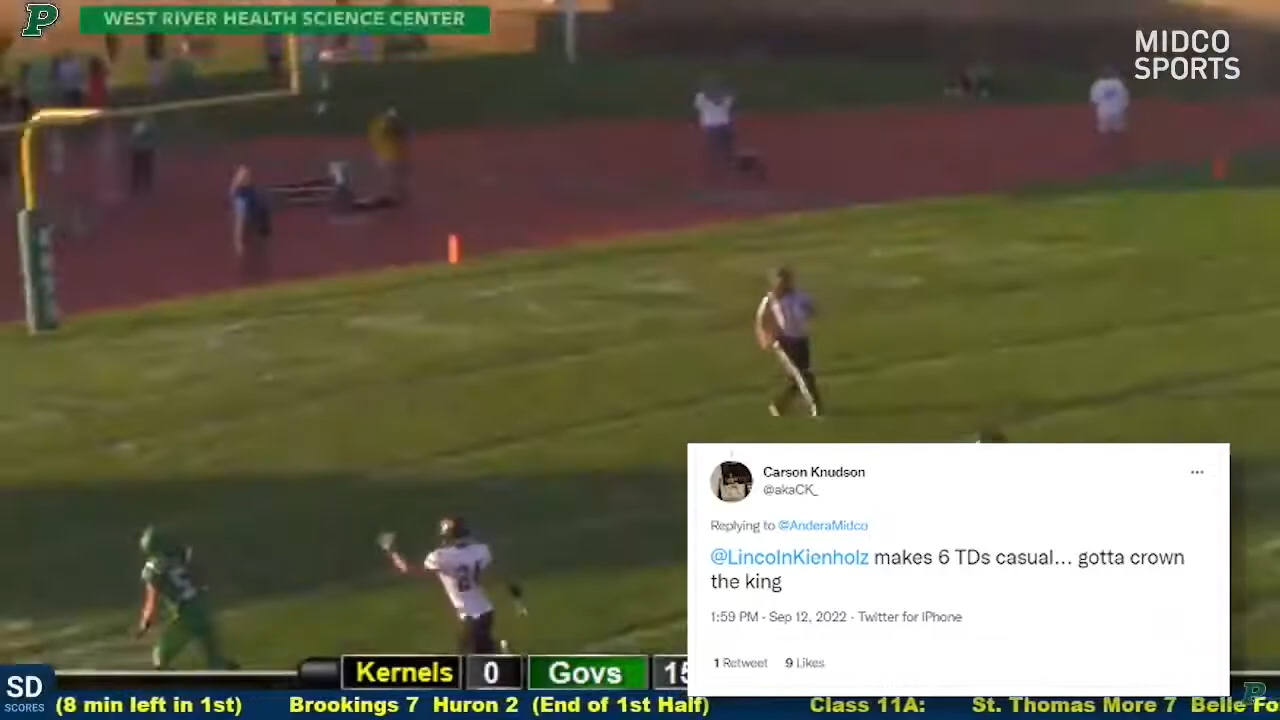 P
WEST RIVER HEALTH SCIENCE CENTER
MIDCO
SPORTS
Carson Knudson
@akaCK_
Replying to @AnderaMidco
@LincolnKienholz makes 6 TDs casual... gotta crown
the king
1:59 PM · Sep 12, 2022 · Twitter for iPhone
1 Retweet 9 Likes
Kernels 0 Govs 15
SD
SCORES
(8 min left in 1st) Brookings 7 Huron 2 (End of 1st Half) Class 11A: St. Thomas More 7 Belle Fo
P